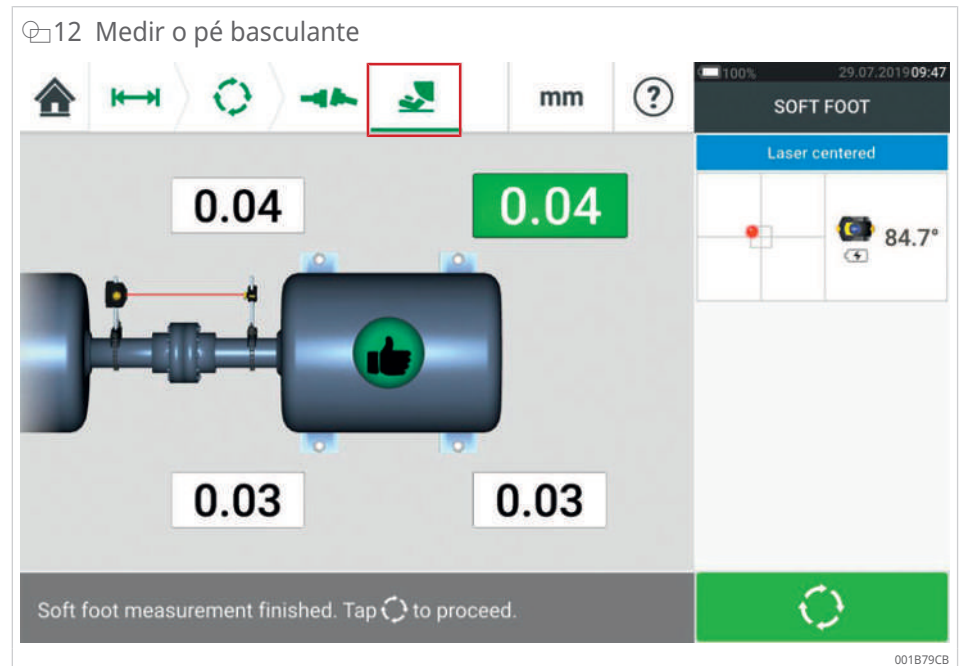 12 Medir o pé basculante
mm
?
100% 29.07.2019 09:47
SOFT FOOT
Laser centered
84.7°
0.04
0.04
0.03
0.03
Soft foot measurement finished. Tap to proceed.
001B79CB